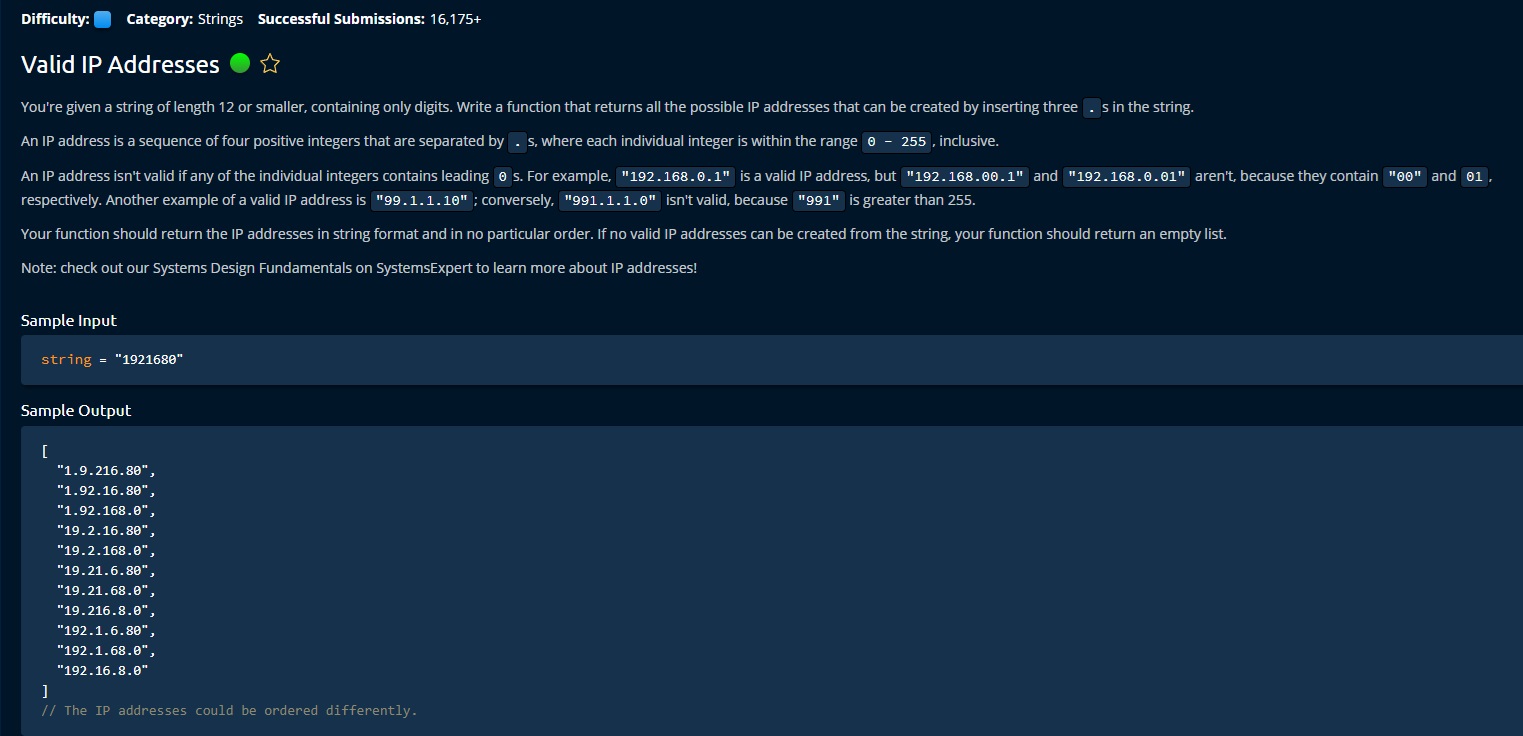 Difficulty: Category: Strings Successful Submissions: 16,175+
Valid IP Addresses
You're given a string of length 12 or smaller, containing only digits. Write a function that returns all the possible IP addresses that can be created by inserting three . s in the string.
An IP address is a sequence of four positive integers that are separated by . s, where each individual integer is within the range 0 - 255 , inclusive.
An IP address isn't valid if any of the individual integers contains leading 0 s. For example, "192.168.0.1" is a valid IP address, but "192.168.00.1" and "192.168.0.01" aren't, because they contain "00" and 01 ,
respectively. Another example of a valid IP address is "99.1.1.10" ; conversely, "991.1.1.0" isn't valid, because "991" is greater than 255.
Your function should return the IP addresses in string format and in no particular order. If no valid IP addresses can be created from the string, your function should return an empty list.
Note: check out our Systems Design Fundamentals on SystemsExpert to learn more about IP addresses!
Sample Input
string = "1921680"
Sample Output
[
"1.9.216.80",
"1.92.16.80",
"1.92.168.0",
"19.2.16.80",
"19.2.168.0",
"19.21.6.80",
"19.21.68.0",
"19.216.8.0",
"192.1.6.80",
"192.1.68.0",
"192.16.8.0"
]
// The IP addresses could be ordered differently.